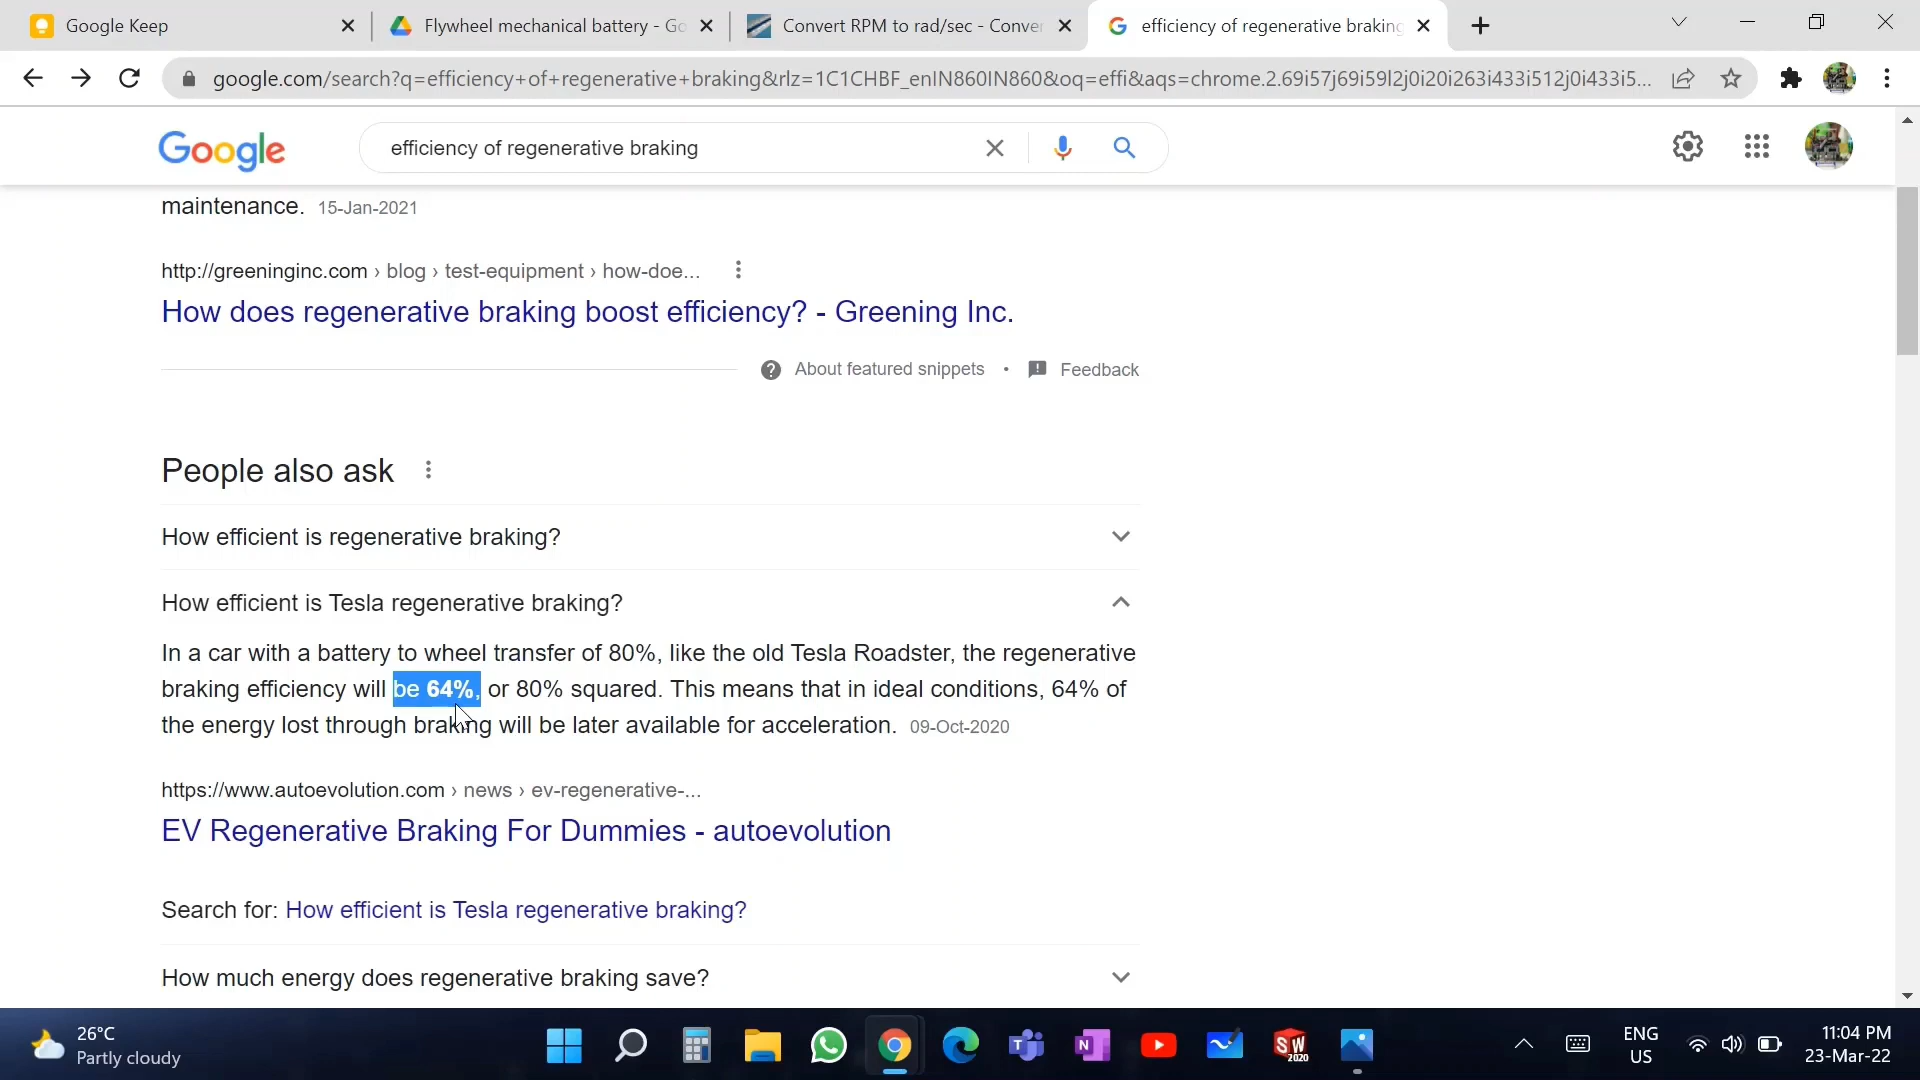 Google Keep
Flywheel mechanical battery - Go
Convert RPM to rad/sec - Conver
efficiency of regenerative braking
google.com/search?q=efficiency+of+regenerative+braking&rlz=1C1CHBF_enIN860IN860&oq=effi&aqs=chrome.2.69i57j69i59l2j0i20i263i433i512j0i433i5...
Google
efficiency of regenerative braking
maintenance. 15-Jan-2021
http://greeninginc.com › blog › test-equipment › how-doe...
How does regenerative braking boost efficiency? - Greening Inc.
About featured snippets • Feedback
People also ask
How efficient is regenerative braking?
How efficient is Tesla regenerative braking?
In a car with a battery to wheel transfer of 80%, like the old Tesla Roadster, the regenerative
braking efficiency will be 64%, or 80% squared. This means that in ideal conditions, 64% of
the energy lost through braking will be later available for acceleration. 09-Oct-2020
https://www.autoevolution.com › news › ev-regenerative-...
EV Regenerative Braking For Dummies - autoevolution
Search for: How efficient is Tesla regenerative braking?
How much energy does regenerative braking save?
26°C
Partly cloudy
SW
2020
ENG
US
11:04 PM
23-Mar-22